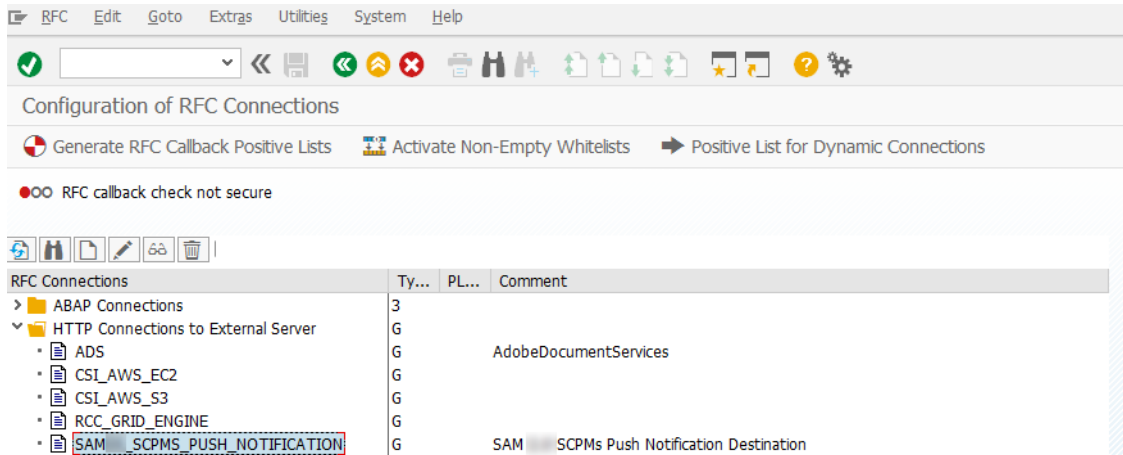 RFC Edit Goto Extras Utilities System Help
Configuration of RFC Connections
Generate RFC Callback Positive Lists Activate Non-Empty Whitelists Positive List for Dynamic Connections
RFC callback check not secure
RFC Connections Ty... PL... Comment
ABAP Connections 3
HTTP Connections to External Server G
ADS G AdobeDocumentServices
CSI_AWS_EC2 G
CSI_AWS_S3 G
RCC_GRID_ENGINE G
SAM _SCPMS_PUSH_NOTIFICATION G SAM SCPMs Push Notification Destination